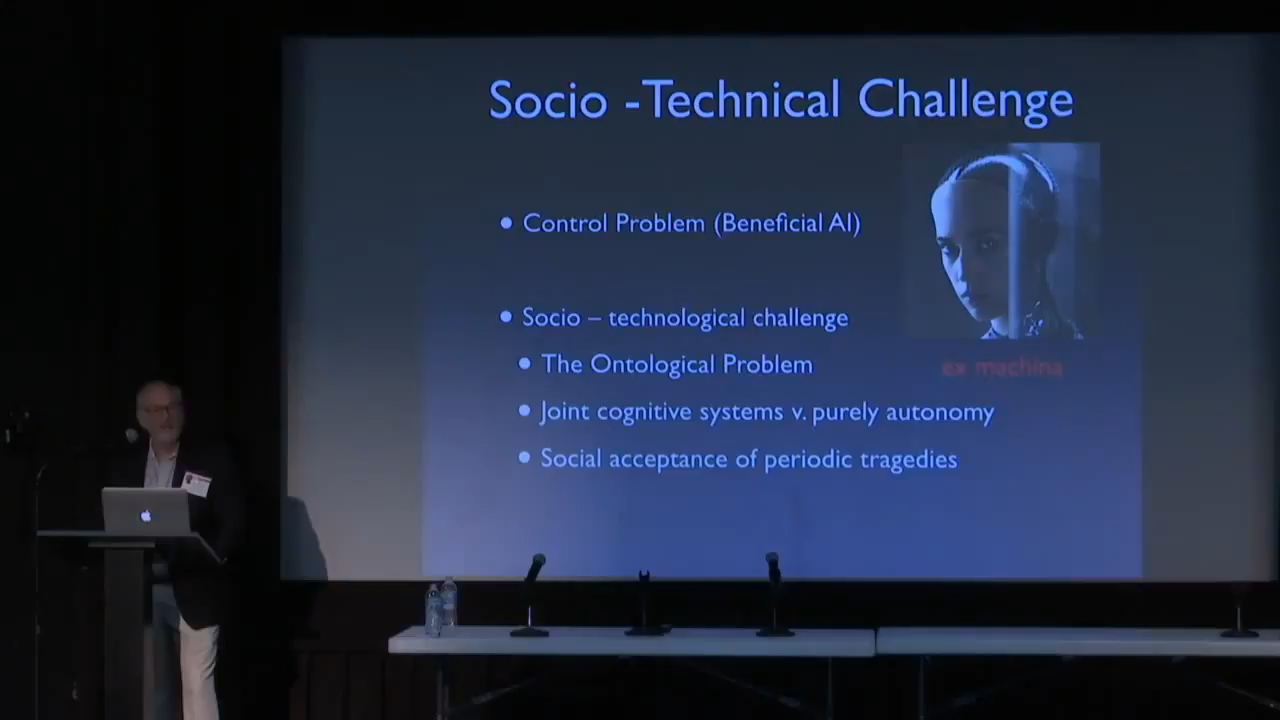 Socio -Technical Challenge
• Control Problem (Beneficial AI)
• Socio – technological challenge
• The Ontological Problem
• Joint cognitive systems v. purely autonomy
• Social acceptance of periodic tragedies
ex machina